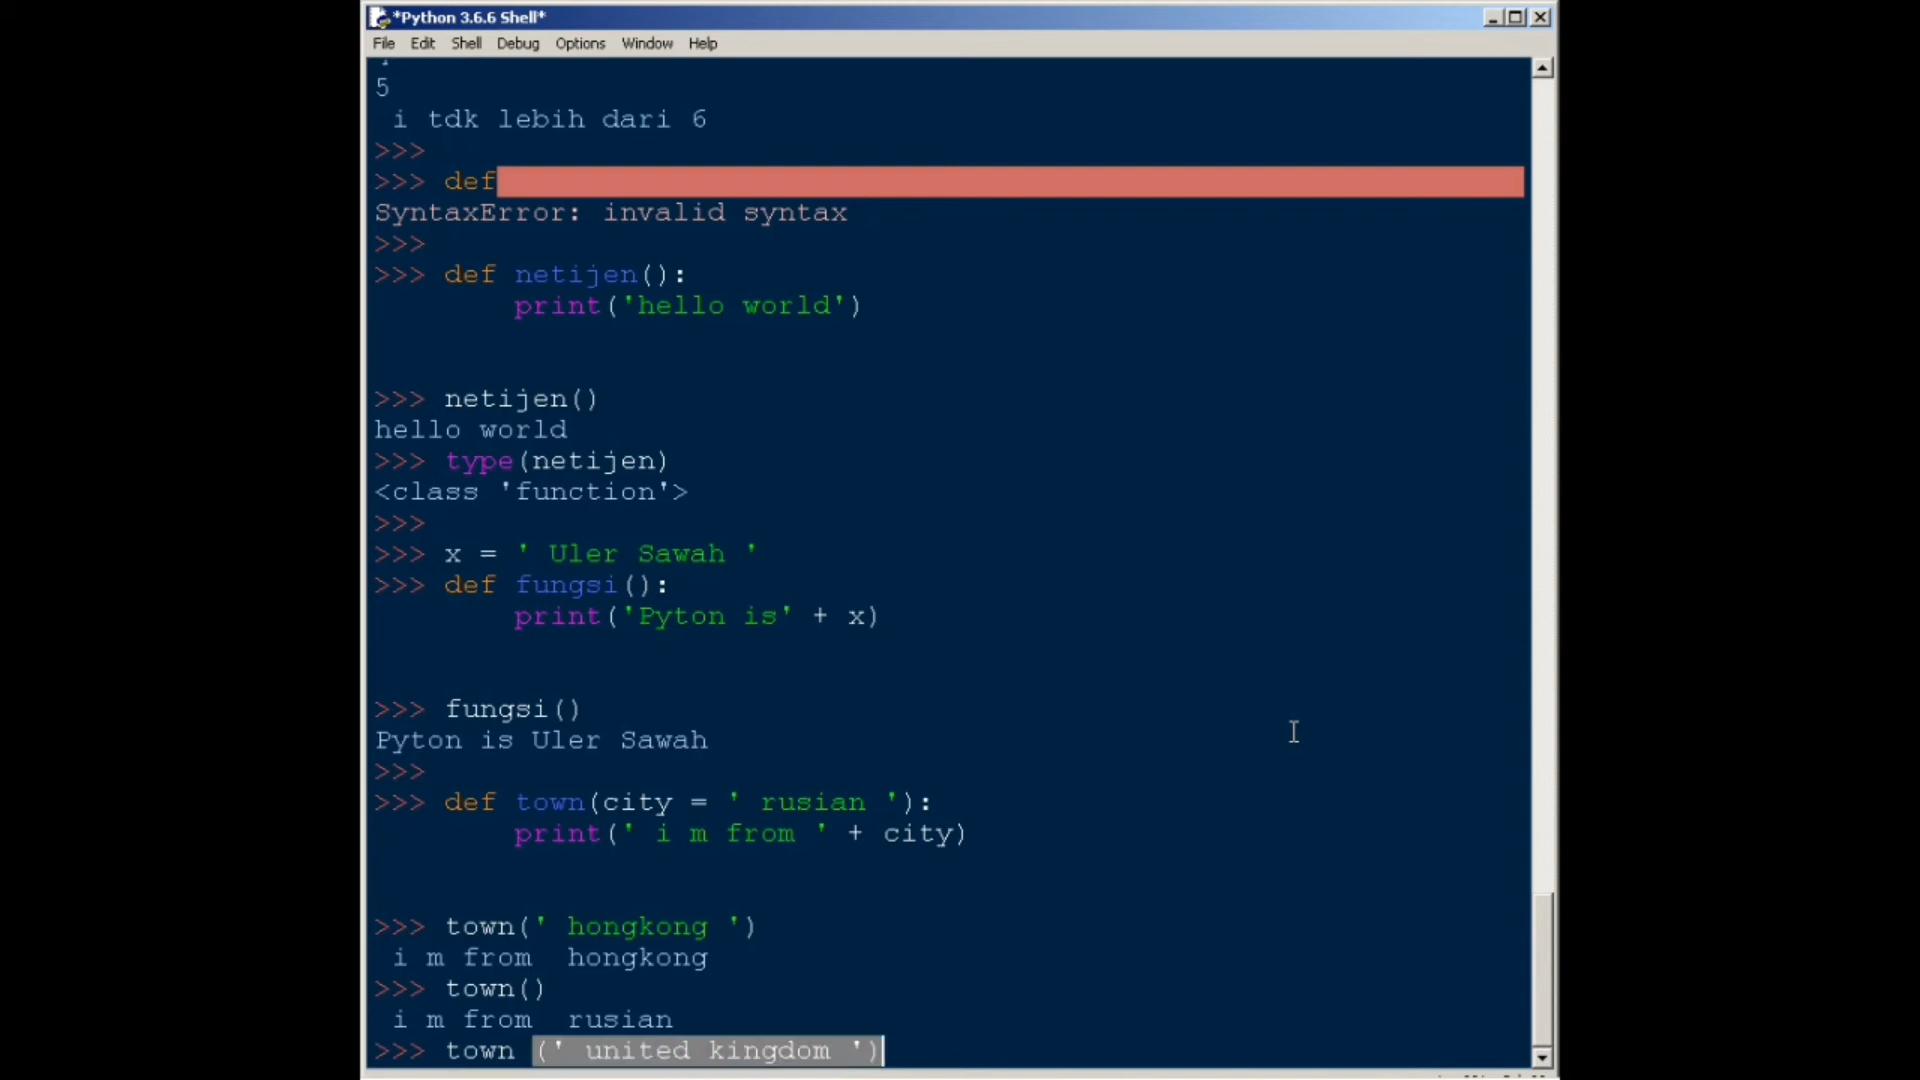 *Python 3.6.6 Shell*
File Edit Shell Debug Options Window Help
5
 i tdk lebih dari 6
>>>
>>> def
SyntaxError: invalid syntax
>>>
>>> def netijen():
        print('hello world')
>>> netijen()
hello world
>>> type(netijen)
<class 'function'>
>>>
>>> x = ' Uler Sawah '
>>> def fungsi():
        print('Pyton is' + x)
>>> fungsi()
Pyton is Uler Sawah
>>>
>>> def town(city = ' rusian '):
        print(' i m from ' + city)
>>> town(' hongkong ')
 i m from  hongkong
>>> town()
 i m from  rusian
>>> town (' united kingdom ')